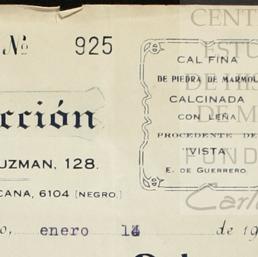 Nº 925
cción
UZMAN, 128.
CANA, 6104 (NEGRO.)
o, enero 14 de 19
CAL FINA
DE PIEDRA DE MARMOL
CALCINADA
CON LEÑA
PROCEDENTE DE
"VISTA
E. DE GUERRERO
CENT
ESTU
DE HIS
DE M
FUND
Carl